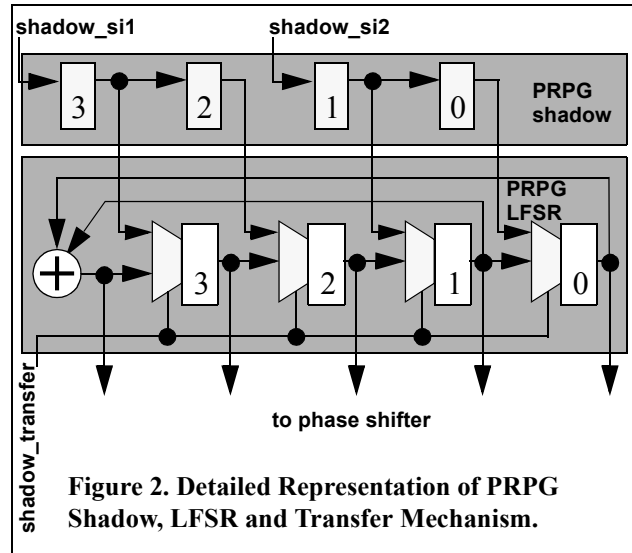 shadow_si1
shadow_si2
3
2
1
0
PRPG
shadow
PRPG
LFSR
+
3
2
1
0
shadow_transfer
to phase shifter
Figure 2. Detailed Representation of PRPG
Shadow, LFSR and Transfer Mechanism.